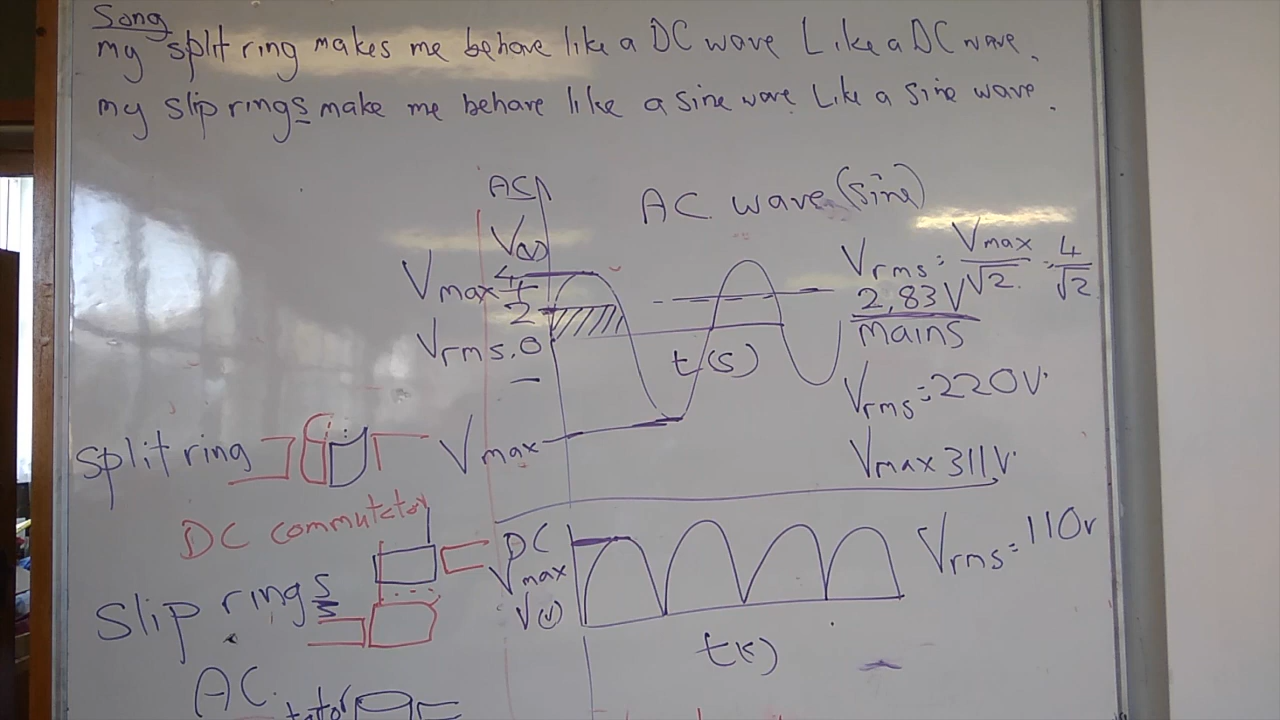 Song
my split ring makes me behave like a DC wave Like a DC wave.
my slip rings make me behave like a sine wave Like a sine wave.
AC
AC wave (sine)
V(v)
Vmax 4
2
Vrms. 0
t(s)
Vmax
Vrms = Vmax/√2 = 4/√2
2,83V
mains
Vrms = 220V.
Vmax 311V.
split ring
DC commutator
DC
Vmax
V(v)
t(s)
Vrms = 110v
Slip rings
AC